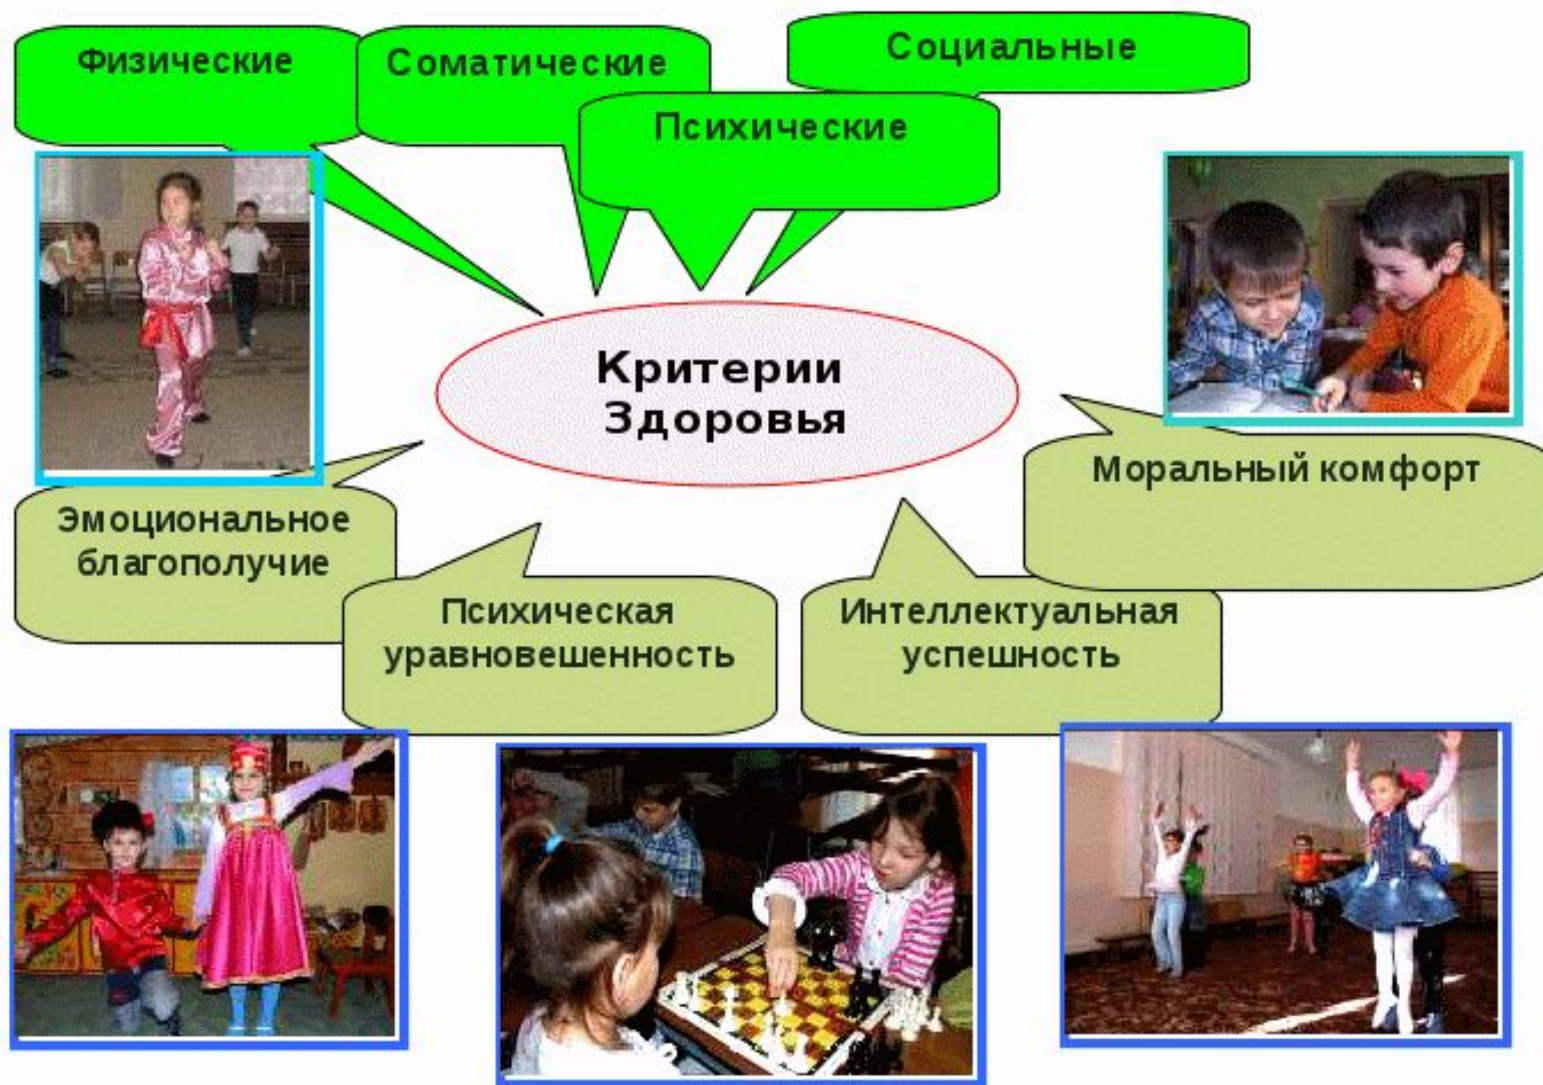 Физические
Соматические
Социальные
Психические
Критерии
Здоровья
Моральный комфорт
Эмоциональное
благополучие
Психическая
уравновешенность
Интеллектуальная
успешность